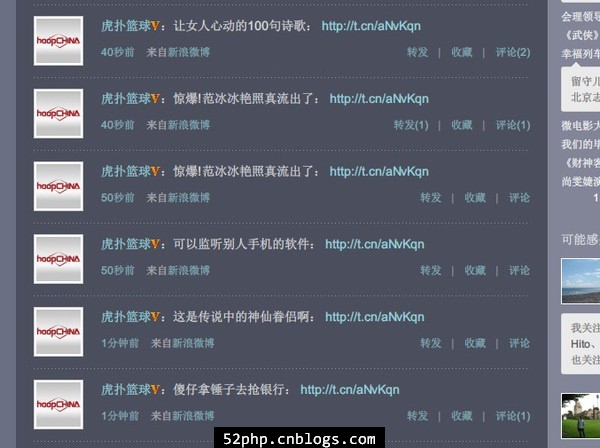 虎扑篮球V：让女人心动的100句诗歌： http://t.cn/aNvKqn
40秒前 来自新浪微博 转发 | 收藏 | 评论(2)
hoopCHINA
虎扑篮球V：惊爆!范冰冰艳照真流出了： http://t.cn/aNvKqn
40秒前 来自新浪微博 转发(1) | 收藏 | 评论(1)
hoopCHINA
虎扑篮球V：惊爆!范冰冰艳照真流出了： http://t.cn/aNvKqn
50秒前 来自新浪微博 转发 | 收藏 | 评论
hoopCHINA
虎扑篮球V：可以监听别人手机的软件： http://t.cn/aNvKqn
50秒前 来自新浪微博 转发 | 收藏 | 评论
hoopCHINA
虎扑篮球V：这是传说中的神仙眷侣啊： http://t.cn/aNvKqn
1分钟前 来自新浪微博 转发 | 收藏 | 评论
hoopCHINA
虎扑篮球V：傻仔拿锤子去抢银行： http://t.cn/aNvKqn
1分钟前 来自新浪微博 转发 | 收藏 | 评论(1)
hoopCHINA
会理领导
《武侠》
幸福列车
留守儿
北京志
微电影大
我们的毕
《财神客
尚雯婕演
1
可能感
我关注
Hito、
也关注
52php.cnblogs.com